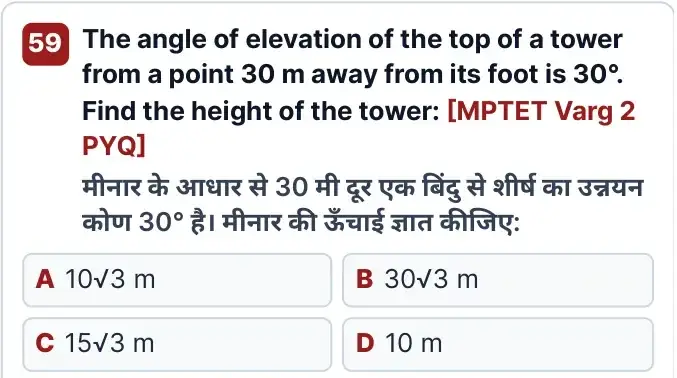 59 The angle of elevation of the top of a tower
from a point 30 m away from its foot is 30°.
Find the height of the tower: [MPTET Varg 2
PYQ]
मीनार के आधार से 30 मी दूर एक बिंदु से शीर्ष का उन्नयन
कोण 30° है। मीनार की ऊँचाई ज्ञात कीजिए:
A 10√3 m
B 30√3 m
C 15√3 m
D 10 m